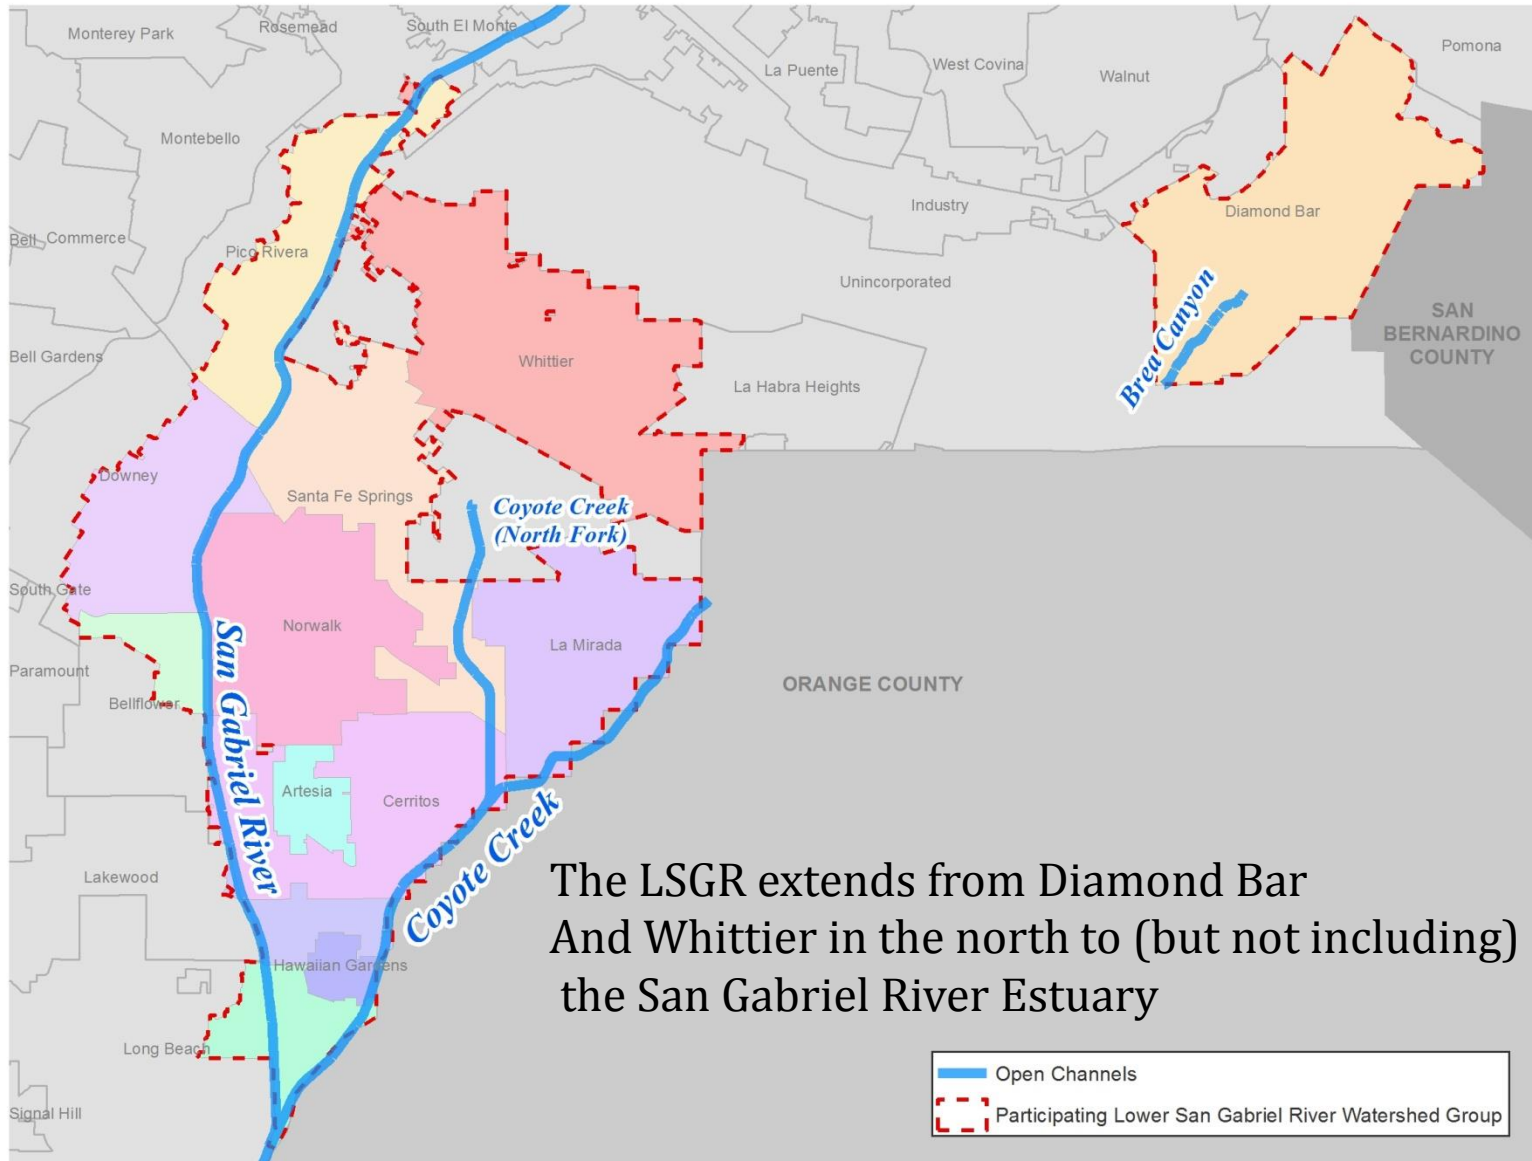 Monterey Park
Rosemead
South El Monte
La Puente
West Covina
Walnut
Pomona
Montebello
Bell
Commerce
Pico Rivera
Industry
Diamond Bar
Unincorporated
Brea Canyon
SAN
BERNARDINO
COUNTY
Bell Gardens
Whittier
La Habra Heights
Downey
Santa Fe Springs
Coyote Creek
(North Fork)
South Gate
Norwalk
La Mirada
Paramount
Bellflower
San Gabriel River
ORANGE COUNTY
Artesia
Cerritos
Coyote Creek
Lakewood
Hawaiian Gardens
Long Beach
Signal Hill
The LSGR extends from Diamond Bar
And Whittier in the north to (but not including)
the San Gabriel River Estuary
Open Channels
Participating Lower San Gabriel River Watershed Group